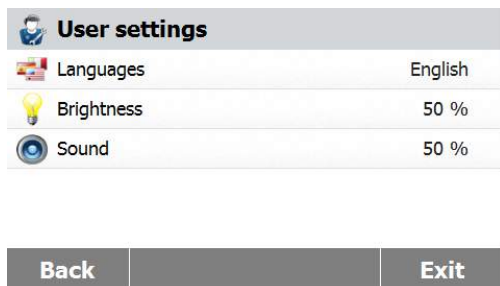 User settings
Languages English
Brightness 50 %
Sound 50 %
Back Exit